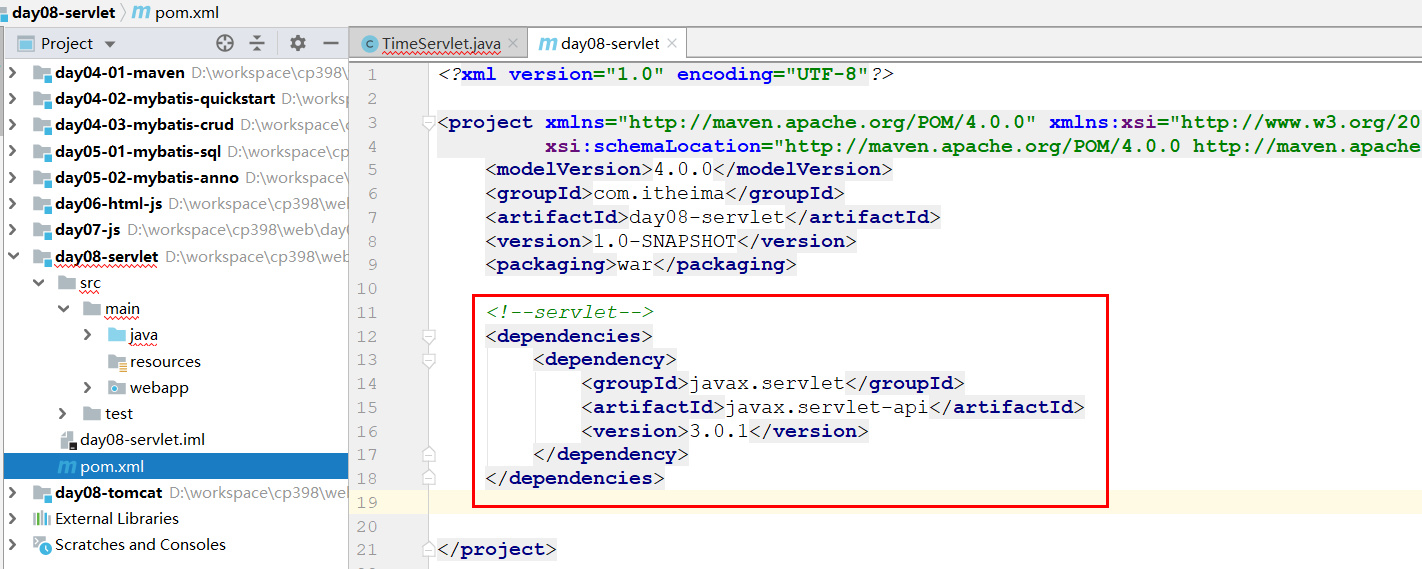 day08-servlet pom.xml
Project
TimeServlet.java
day08-servlet
day04-01-maven D:\workspace\cp398\
day04-02-mybatis-quickstart D:\works
day04-03-mybatis-crud D:\workspace\
day05-01-mybatis-sql D:\workspace\cp
day05-02-mybatis-anno D:\workspace
day06-html-js D:\workspace\cp398\web
day07-js D:\workspace\cp398\web\day0
day08-servlet D:\workspace\cp398\web
src
main
java
resources
webapp
test
day08-servlet.iml
pom.xml
day08-tomcat D:\workspace\cp398\we
External Libraries
Scratches and Consoles
1 <?xml version="1.0" encoding="UTF-8"?>
2
3 <project xmlns="http://maven.apache.org/POM/4.0.0" xmlns:xsi="http://www.w3.org/20
4 xsi:schemaLocation="http://maven.apache.org/POM/4.0.0 http://maven.apache
5 <modelVersion>4.0.0</modelVersion>
6 <groupId>com.itheima</groupId>
7 <artifactId>day08-servlet</artifactId>
8 <version>1.0-SNAPSHOT</version>
9 <packaging>war</packaging>
10
11 <!--servlet-->
12 <dependencies>
13 <dependency>
14 <groupId>javax.servlet</groupId>
15 <artifactId>javax.servlet-api</artifactId>
16 <version>3.0.1</version>
17 </dependency>
18 </dependencies>
19
20
21 </project>